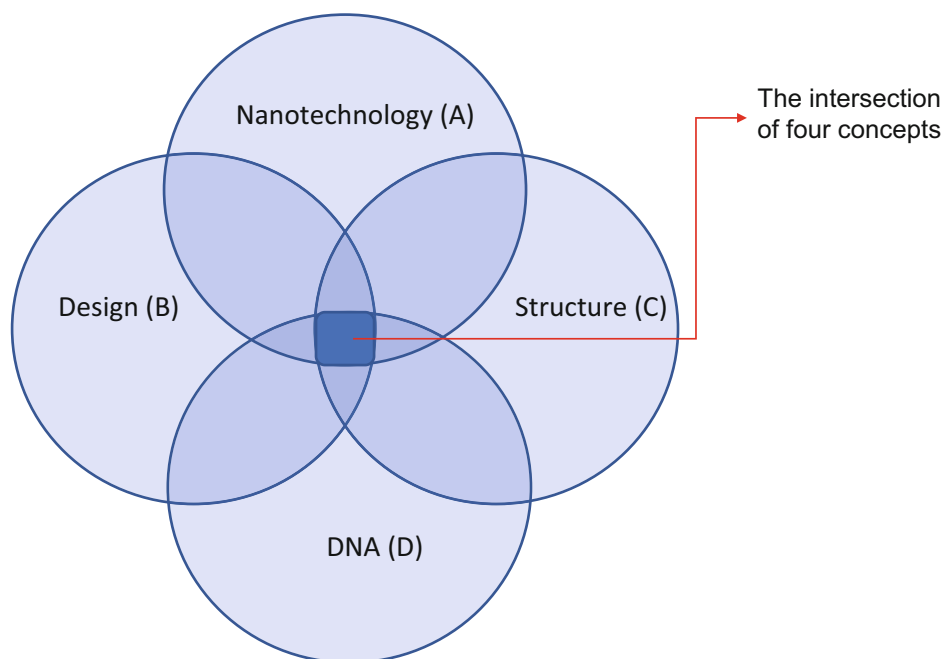 Nanotechnology (A)
The intersection
of four concepts
Design (B)
Structure (C)
DNA (D)